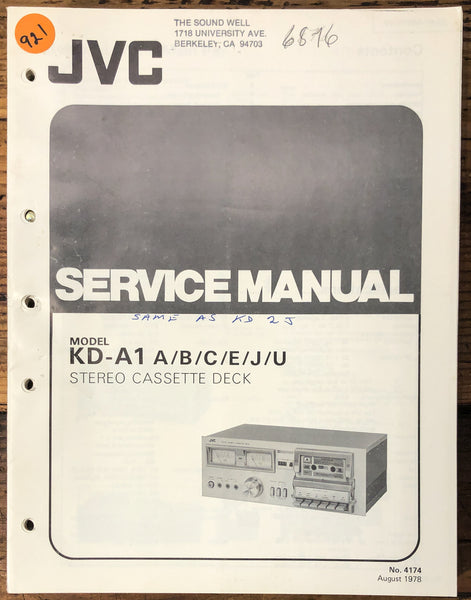 921
THE SOUND WELL
1718 UNIVERSITY AVE.
BERKELEY, CA 94703
6876
JVC
SERVICE MANUAL
SAME AS KD 2J
MODEL
KD-A1 A/B/C/E/J/U
STEREO CASSETTE DECK
JVC
No. 4174
August 1978